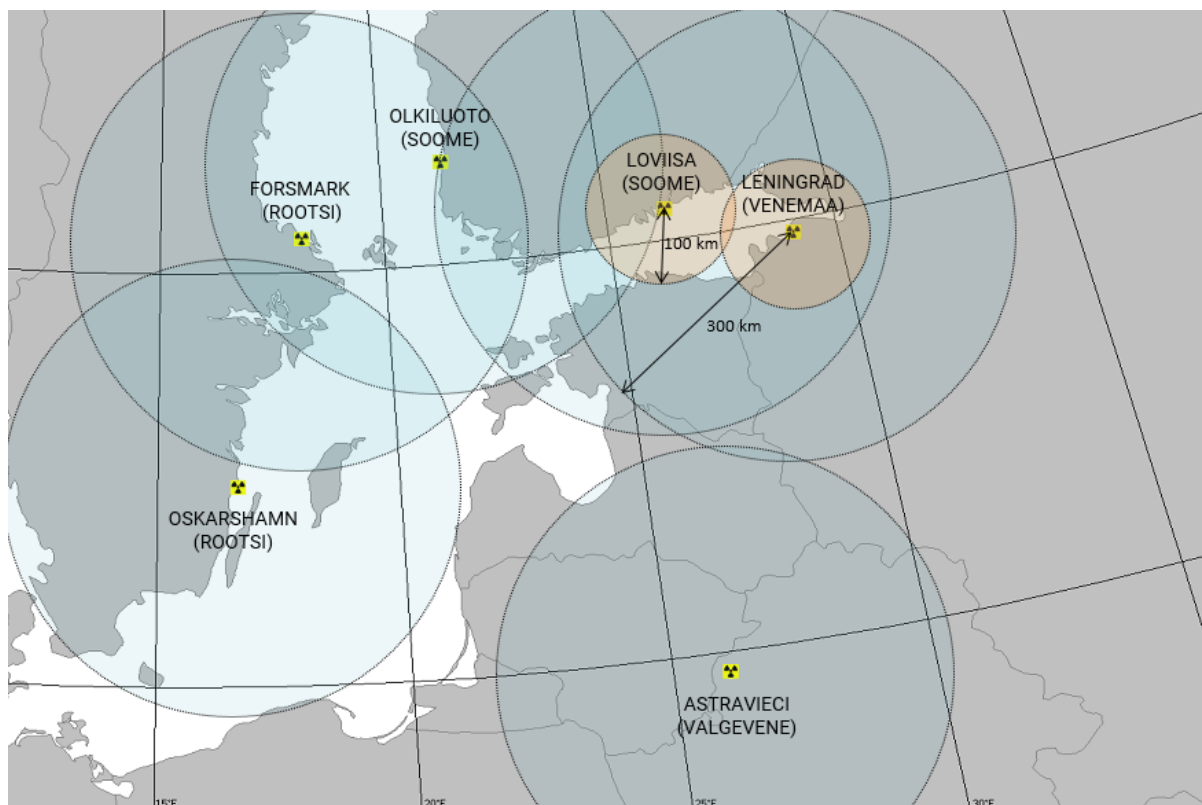 OLKILUOTO
(SOOME)
LOVIISA
(SOOME)
LENINGRAD
(VENEMAA)
FORSMARK
(ROOTSI)
100 km
300 km
OSKARSHAMN
(ROOTSI)
ASTRAVIECI
(VALGEVENE)
15°E
20°E
25°E
30°E